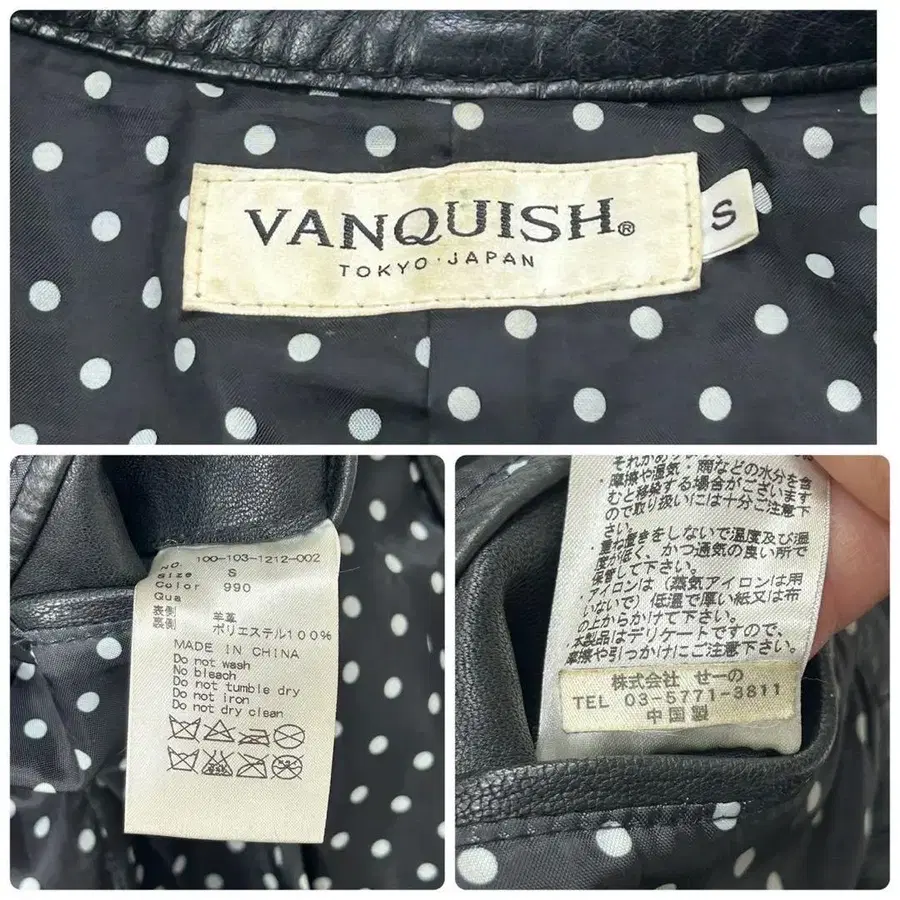 VANQUISH®
TOKYO·JAPAN
S
NO. 100-103-1212-002
Size S
Color 990
Qua
表側 羊革
裏側 ポリエステル100%
MADE IN CHINA
Do not wash
No bleach
Do not tumble dry
Do not iron
Do not dry clean
摩擦や湿気・雨などの水分を含
むと移染する場合がございます
ので取り扱いには十分ご注意下
さい。
・重ね置きをしないで温度及び湿
度が低く、かつ通気の良い所で
保管して下さい。
・アイロンは(蒸気アイロンは用
いないで)低温で厚い紙又は布
の上からかけて下さい。
・本製品はデリケートですので、
摩擦や引っかけにご注意下さい。
株式会社 せーの
TEL 03-5771-3811
中国製